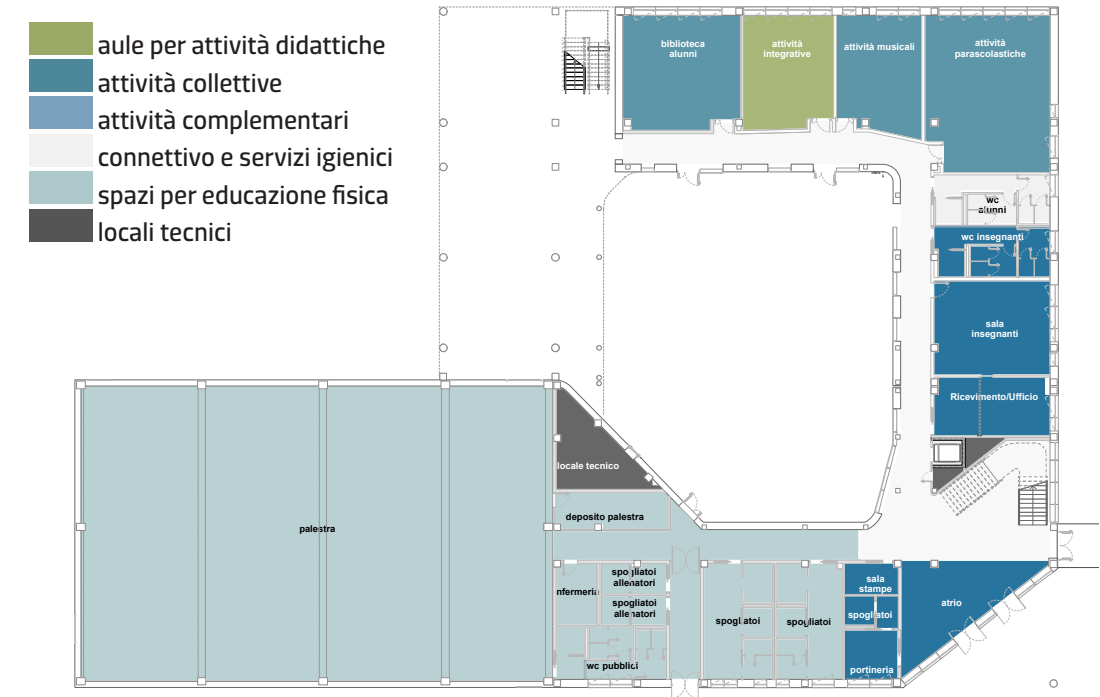 aule per attività didattiche
attività collettive
attività complementari
connettivo e servizi igienici
spazi per educazione fisica
locali tecnici
biblioteca
alunni
attività
integrative
attività musicali
attività
parascolastiche
wc
alunni
wc insegnanti
sala
insegnanti
Ricevimento/Ufficio
locale tecnico
deposito palestra
palestra
nfermeria
spogliatoi
allenatori
spogliatoi
allenatori
wc pubblici
spogliatoi
spogliatoi
sala
stampe
spogliatoi
portineria
atrio